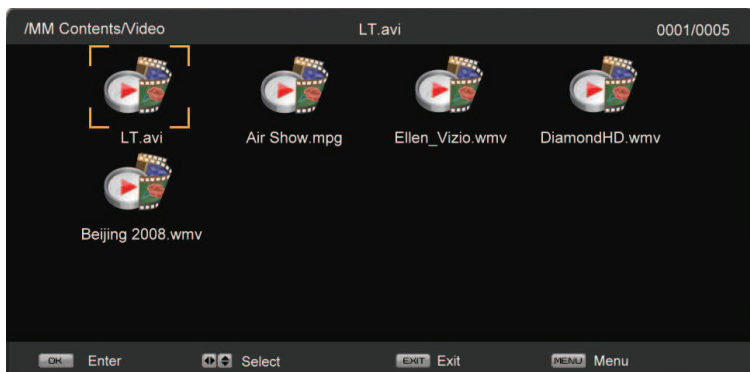 /MM Contents/Video LT.avi 0001/0005
LT.avi Air Show.mpg Ellen_Vizio.wmv DiamondHD.wmv
Beijing 2008.wmv
OK Enter Select EXIT Exit MENU Menu